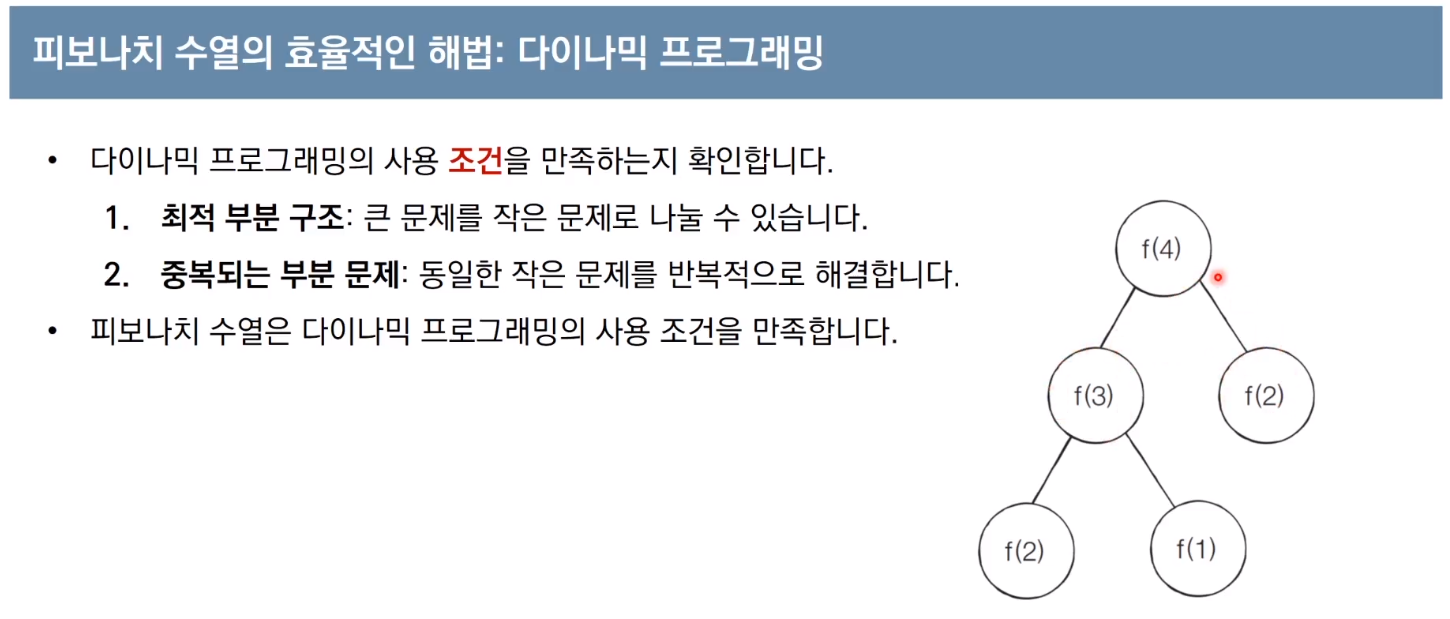 피보나치 수열의 효율적인 해법: 다이나믹 프로그래밍
• 다이나믹 프로그래밍의 사용 조건을 만족하는지 확인합니다.
1. 최적 부분 구조: 큰 문제를 작은 문제로 나눌 수 있습니다.
2. 중복되는 부분 문제: 동일한 작은 문제를 반복적으로 해결합니다.
• 피보나치 수열은 다이나믹 프로그래밍의 사용 조건을 만족합니다.
f(4)
f(3)
f(2)
f(2)
f(1)